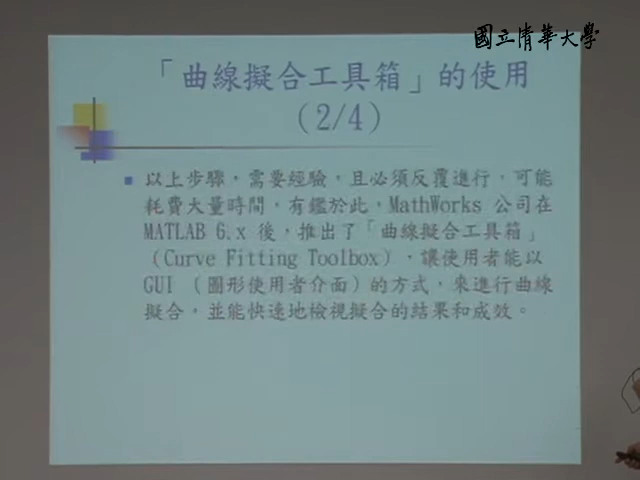 國立清華大學
「曲線擬合工具箱」的使用
(2/4)
以上步驟，需要經驗，且必須反覆進行，可能
耗費大量時間，有鑑於此，MathWorks 公司在
MATLAB 6.x 後，推出了「曲線擬合工具箱」
（Curve Fitting Toolbox），讓使用者能以
GUI （圖形使用者介面）的方式，來進行曲線
擬合，並能快速地檢視擬合的結果和成效。